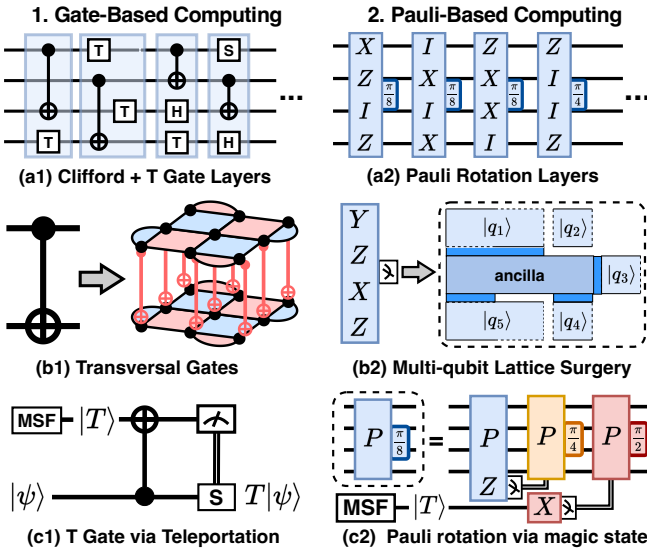 1. Gate-Based Computing
T
S
T
H
T
T
H
...
(a1) Clifford + T Gate Layers
2. Pauli-Based Computing
X I Z Z
Z X X Z
π/8 π/8 π/8 π/4
I I X I
Z X I Z
...
(a2) Pauli Rotation Layers
(b1) Transversal Gates
Y
Z
X
Z
|q₁⟩ |q₂⟩
ancilla |q₃⟩
|q₅⟩ |q₄⟩
(b2) Multi-qubit Lattice Surgery
MSF |T⟩
|ψ⟩ S T|ψ⟩
(c1) T Gate via Teleportation
P π/8 = P P π/4 P π/2
Z
MSF |T⟩ X
(c2) Pauli rotation via magic state